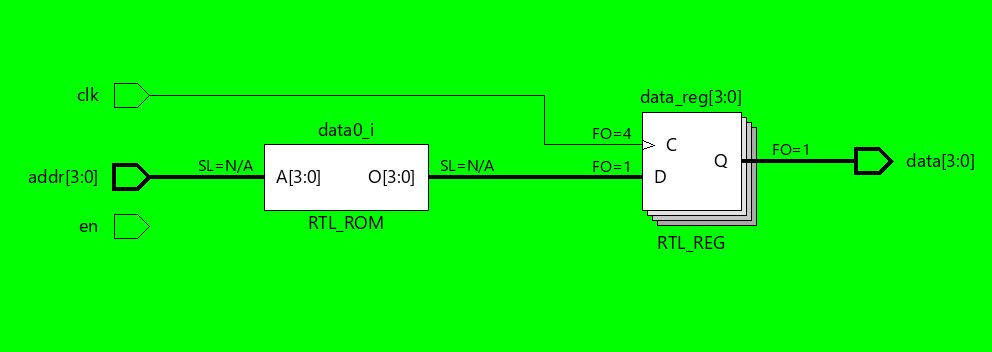 clk
data_reg[3:0]
data0_i
FO=4
C
addr[3:0]
SL=N/A
A[3:0]
O[3:0]
SL=N/A
FO=1
D
Q
FO=1
data[3:0]
en
RTL_ROM
RTL_REG